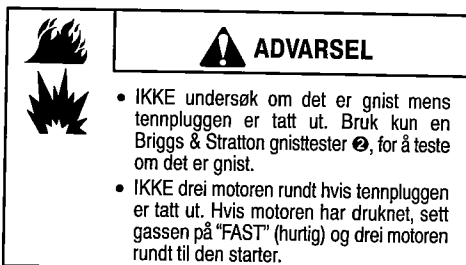 ADVARSEL
• IKKE undersøk om det er gnist mens
tennpluggen er tatt ut. Bruk kun en
Briggs & Stratton gnisttester ❷, for å teste
om det er gnist.
• IKKE drei motoren rundt hvis tennpluggen
er tatt ut. Hvis motoren har druknet, sett
gassen på “FAST” (hurtig) og drei motoren
rundt til den starter.